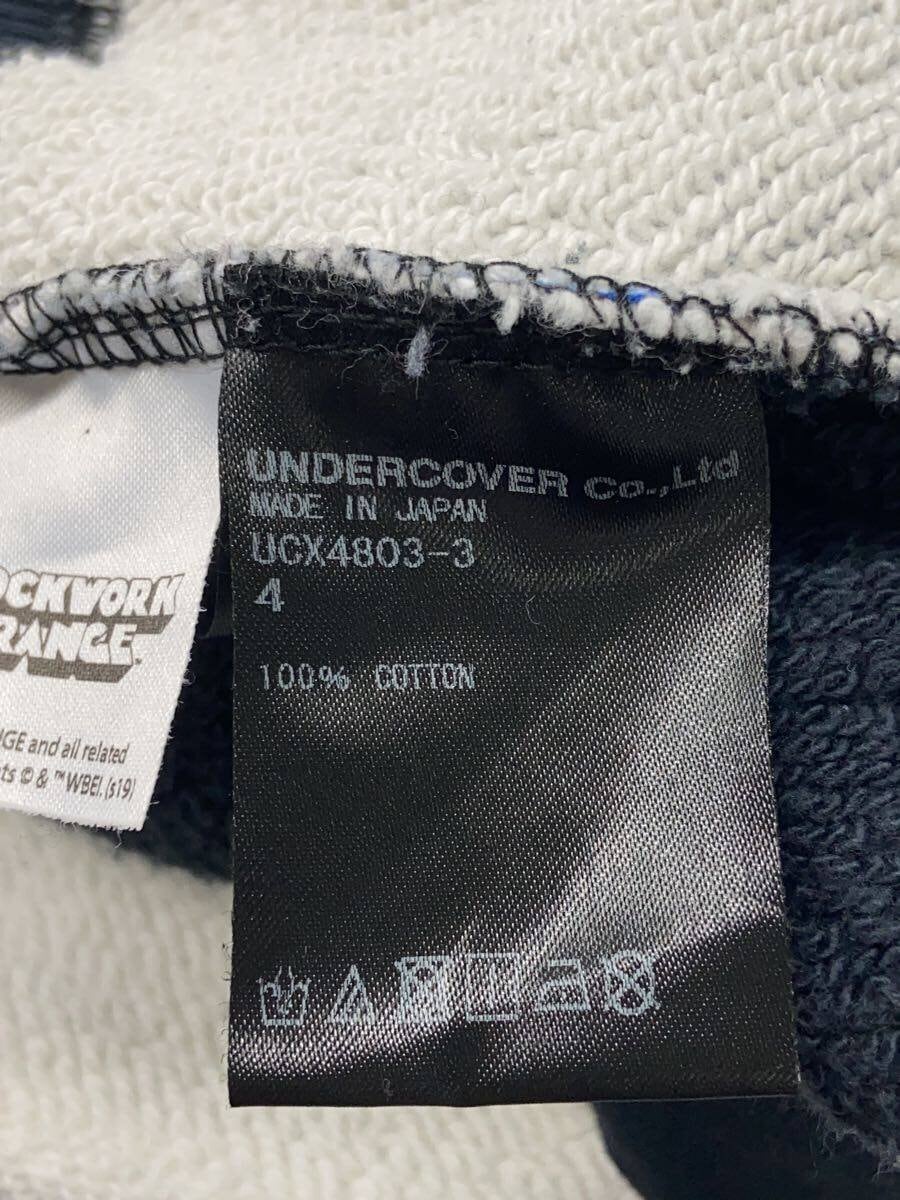 UNDERCOVER Co.,Ltd
MADE IN JAPAN
UCX4803-3
4
100% COTTON
OCKWORK
RANGE™
GE and all related
ts © & ™WBEI. (s19)